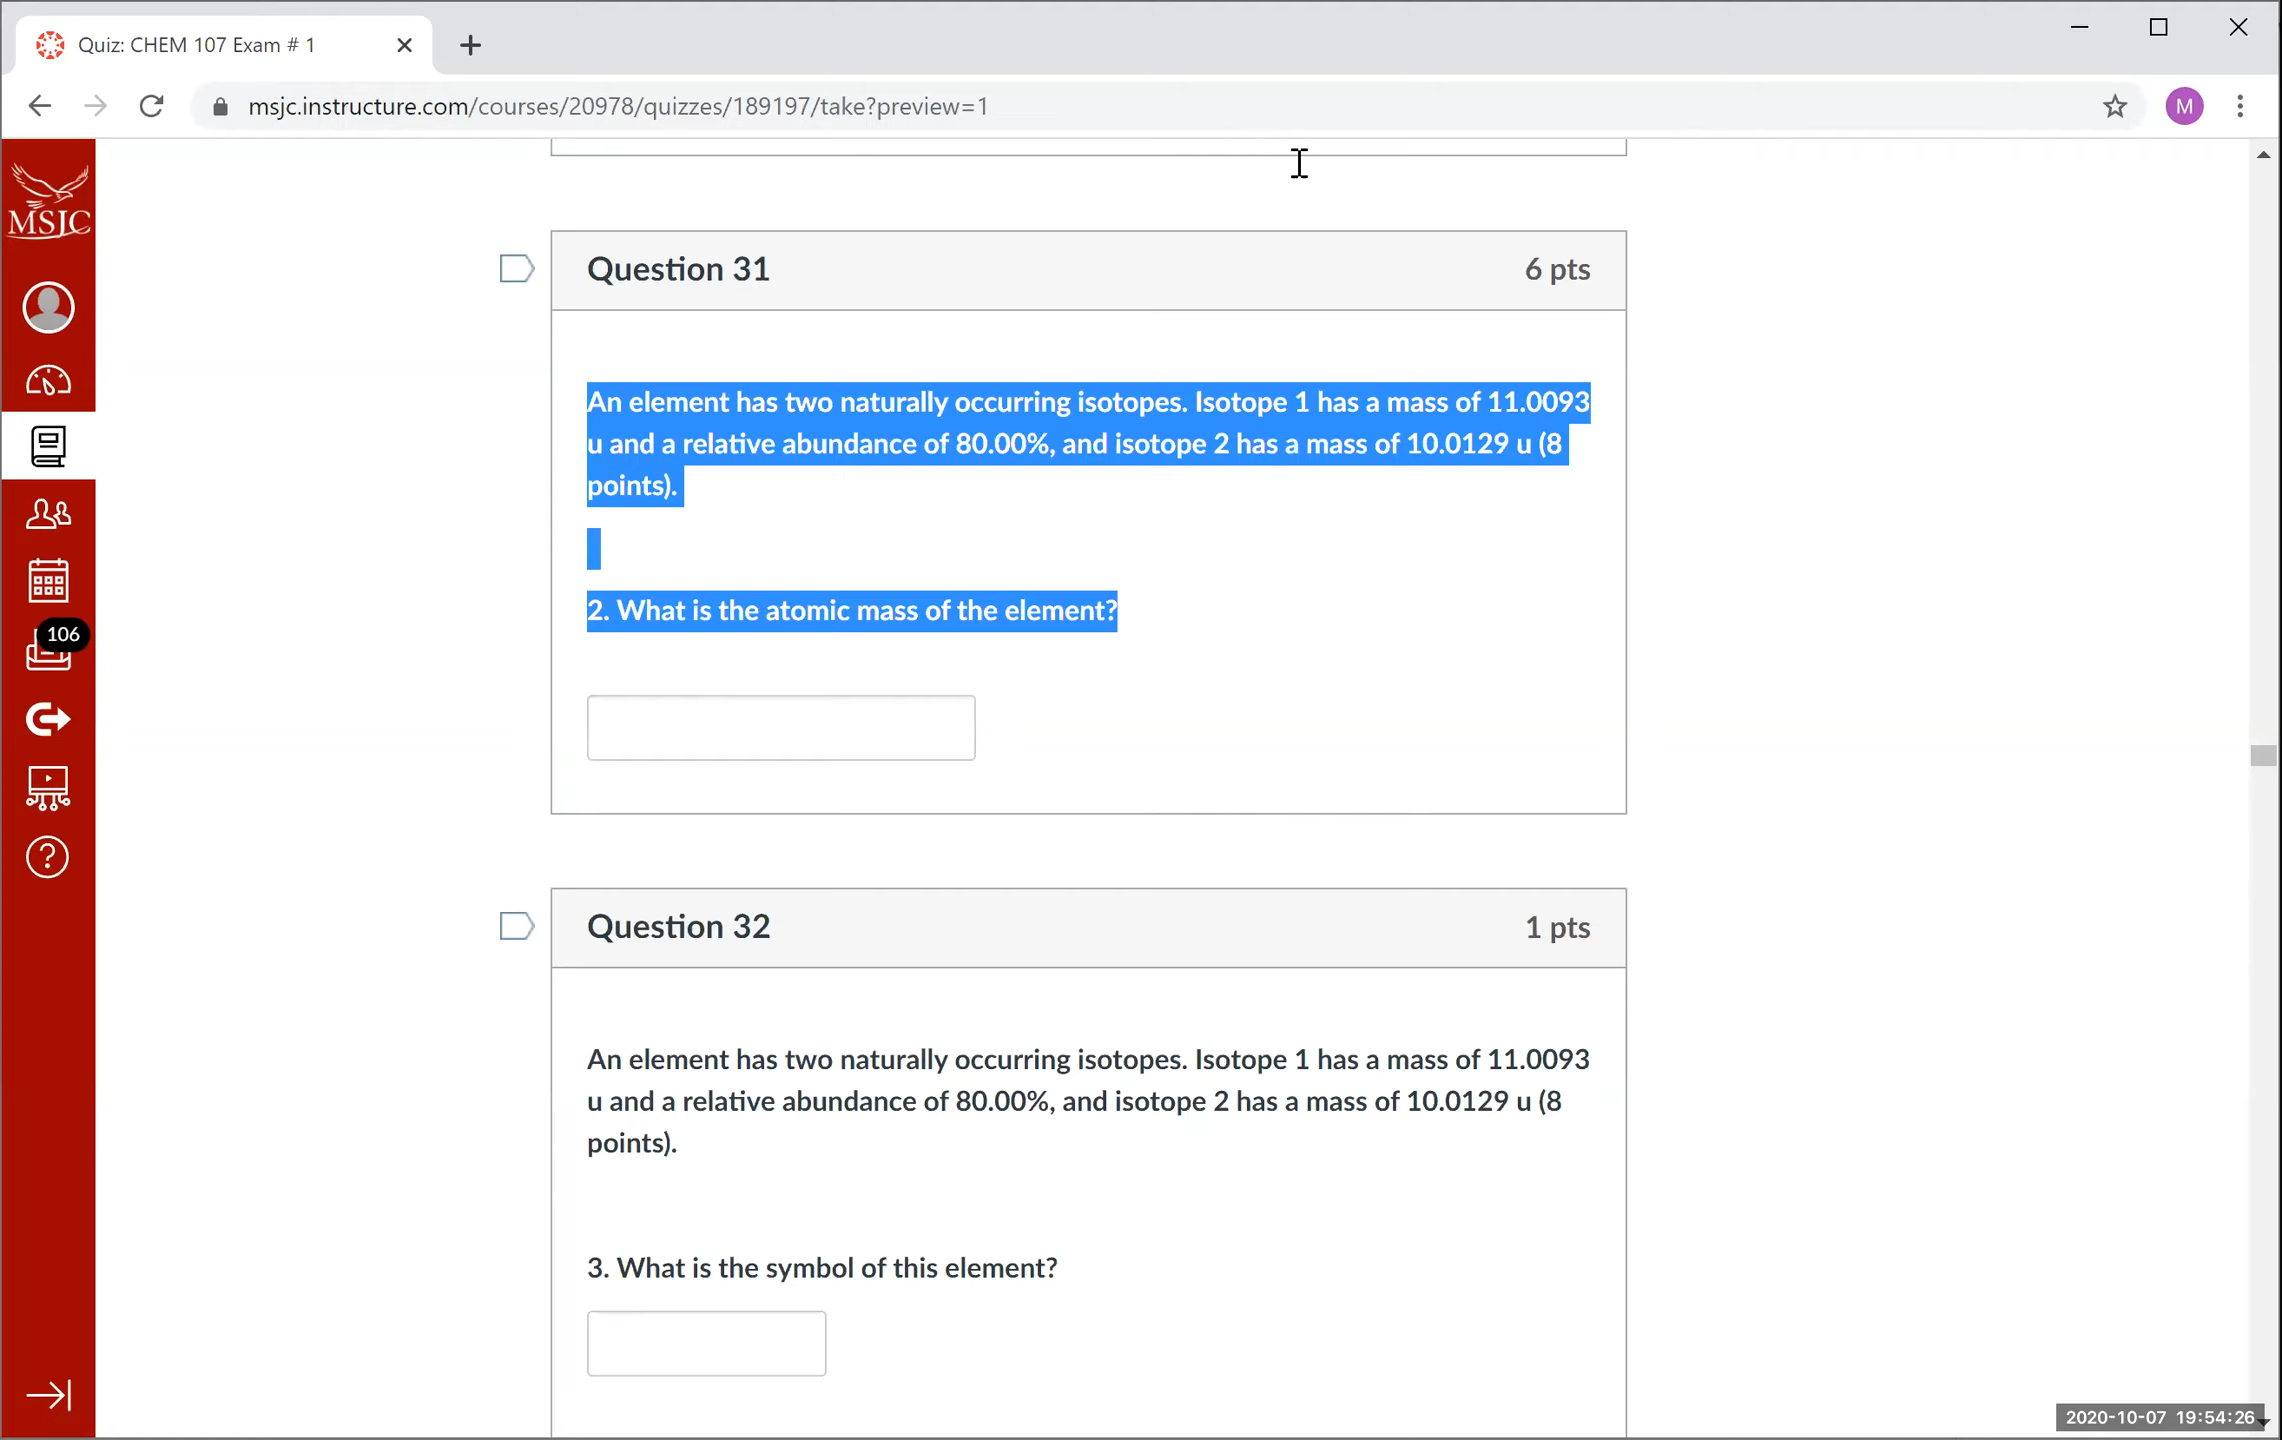 Quiz: CHEM 107 Exam # 1
msjc.instructure.com/courses/20978/quizzes/189197/take?preview=1
M
MSJC
Question 31
6 pts
An element has two naturally occurring isotopes. Isotope 1 has a mass of 11.0093
u and a relative abundance of 80.00%, and isotope 2 has a mass of 10.0129 u (8
points).
2. What is the atomic mass of the element?
106
Question 32
1 pts
An element has two naturally occurring isotopes. Isotope 1 has a mass of 11.0093
u and a relative abundance of 80.00%, and isotope 2 has a mass of 10.0129 u (8
points).
3. What is the symbol of this element?
2020-10-07 19:54:26